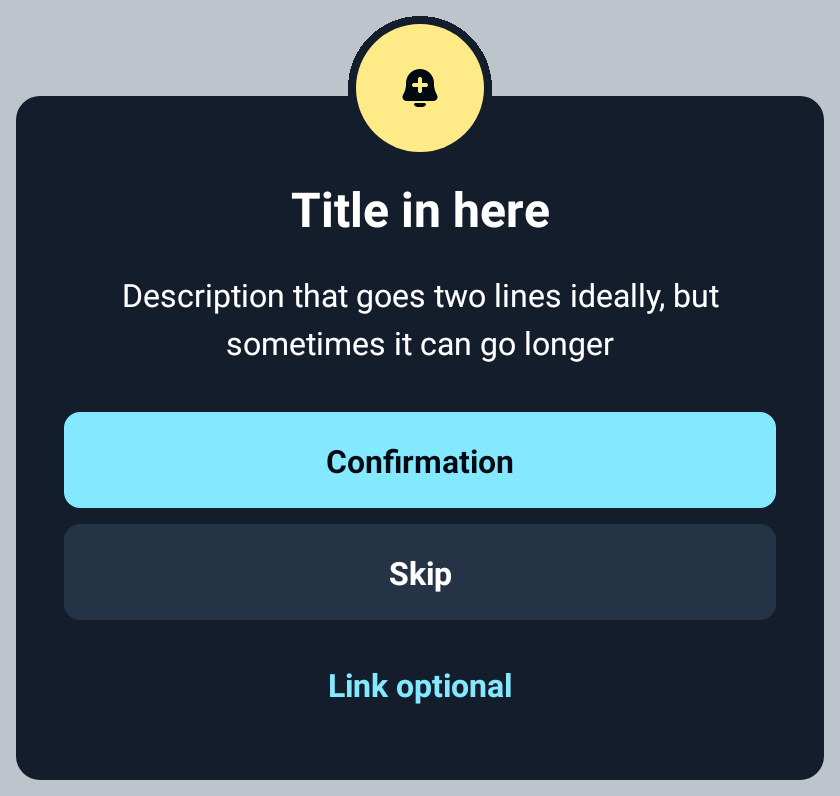 Title in here
Description that goes two lines ideally, but
sometimes it can go longer
Confirmation
Skip
Link optional